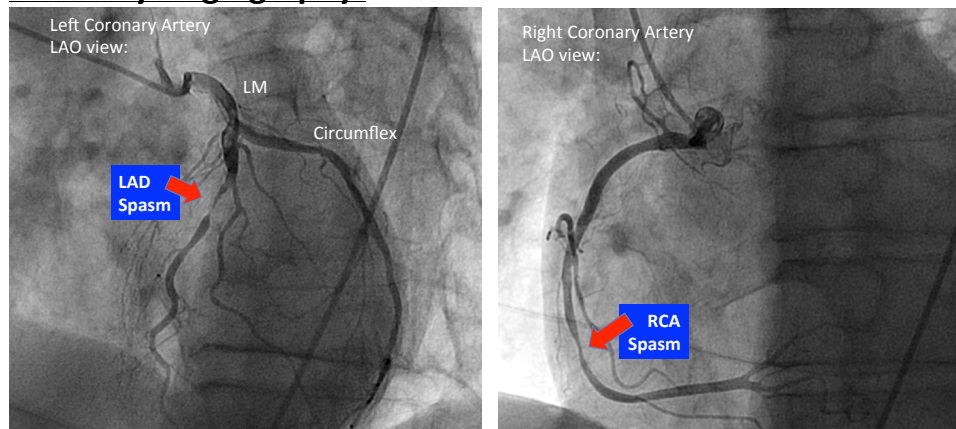 Left Coronary Artery
LAO view:
LM
Circumflex
LAD
Spasm
Right Coronary Artery
LAO view:
RCA
Spasm